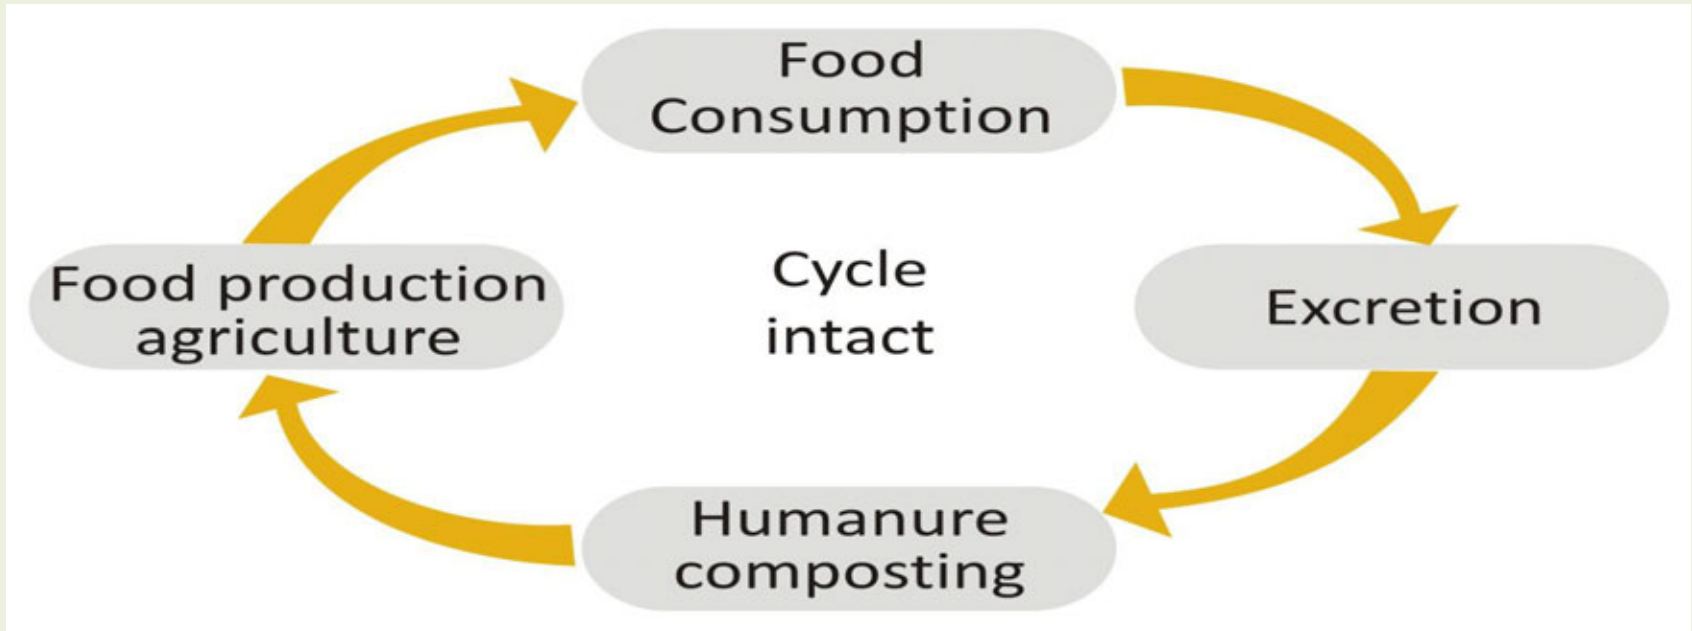 Food
Consumption
Cycle
intact
Food production
agriculture
Excretion
Humanure
composting